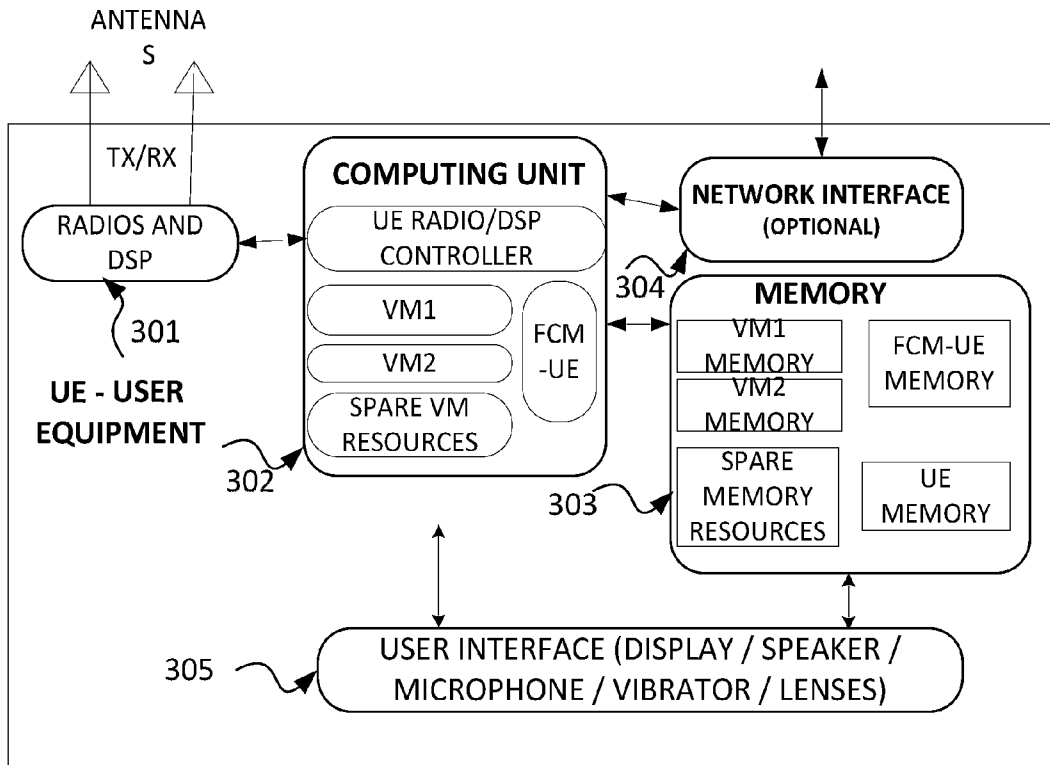 ANTENNA
S
TX/RX
RADIOS AND
DSP
301
UE - USER
EQUIPMENT
COMPUTING UNIT
UE RADIO/DSP
CONTROLLER
VM1
VM2
SPARE VM
RESOURCES
FCM
-UE
302
NETWORK INTERFACE
(OPTIONAL)
304
MEMORY
VM1
MEMORY
VM2
MEMORY
SPARE
MEMORY
RESOURCES
FCM-UE
MEMORY
UE
MEMORY
303
USER INTERFACE (DISPLAY / SPEAKER /
MICROPHONE / VIBRATOR / LENSES)
305